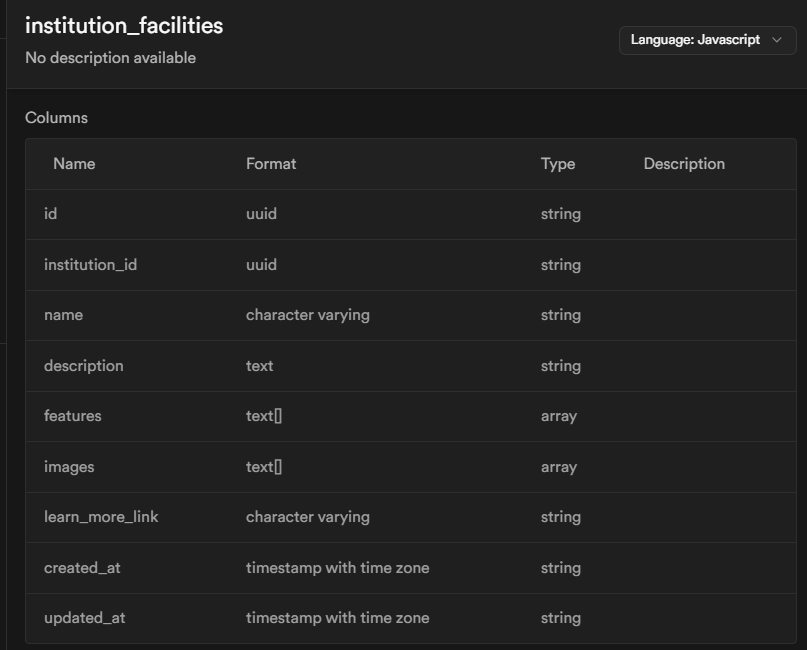 institution_facilities
No description available
Language: Javascript
Columns
Name Format Type Description
id uuid string
institution_id uuid string
name character varying string
description text string
features text[] array
images text[] array
learn_more_link character varying string
created_at timestamp with time zone string
updated_at timestamp with time zone string